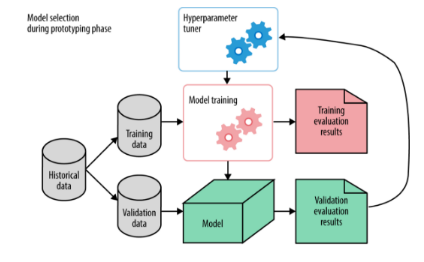 Model selection
during prototyping phase
Hyperparameter
tuner
Historical
data
Training
data
Model training
Training
evaluation
results
Validation
data
Model
Validation
evaluation
results